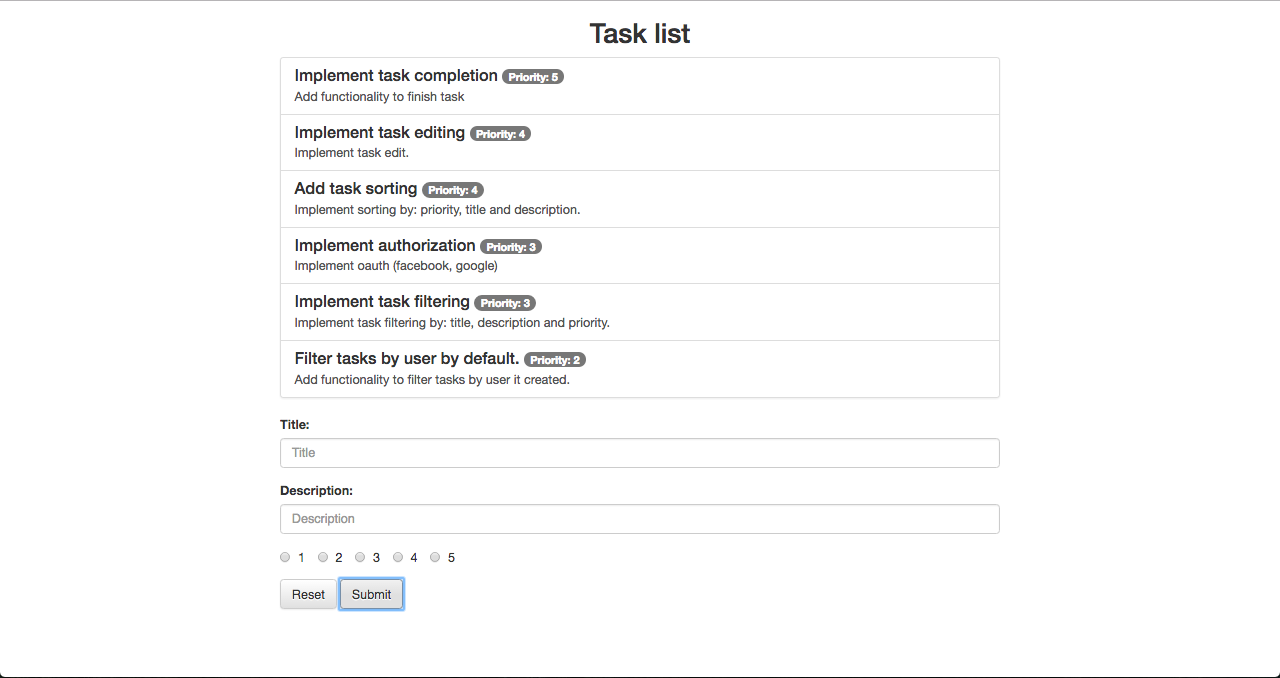 Task list
Implement task completion Priority: 5
Add functionality to finish task
Implement task editing Priority: 4
Implement task edit.
Add task sorting Priority: 4
Implement sorting by: priority, title and description.
Implement authorization Priority: 3
Implement oauth (facebook, google)
Implement task filtering Priority: 3
Implement task filtering by: title, description and priority.
Filter tasks by user by default. Priority: 2
Add functionality to filter tasks by user it created.
Title:
Title
Description:
Description
1 2 3 4 5
Reset Submit